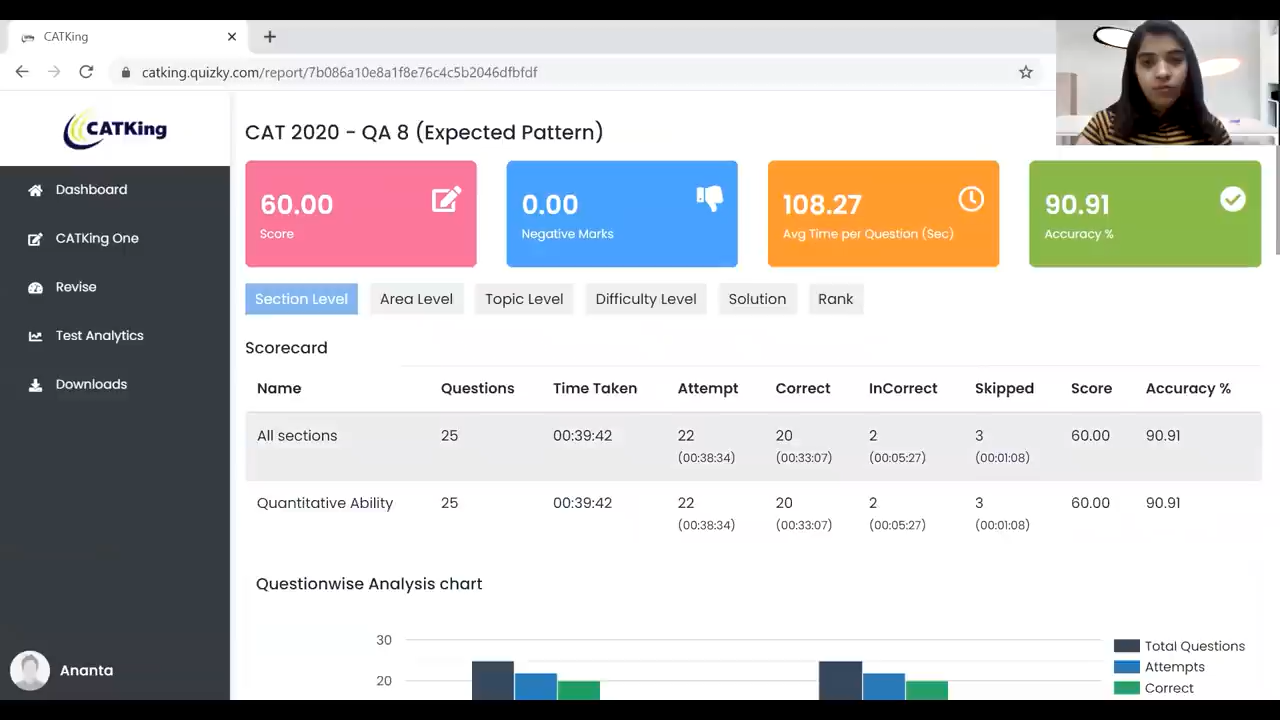 CATKing
catking.quizky.com/report/7b086a10e8a1f8e76c4c5b2046dfbfdf
CATKing
Dashboard
CATKing One
Revise
Test Analytics
Downloads
Ananta
CAT 2020 - QA 8 (Expected Pattern)
60.00
Score
0.00
Negative Marks
108.27
Avg Time per Question (Sec)
90.91
Accuracy %
Section Level Area Level Topic Level Difficulty Level Solution Rank
Scorecard
Name Questions Time Taken Attempt Correct InCorrect Skipped Score Accuracy %
All sections 25 00:39:42 22 20 2 3 60.00 90.91
(00:38:34) (00:33:07) (00:05:27) (00:01:08)
Quantitative Ability 25 00:39:42 22 20 2 3 60.00 90.91
(00:38:34) (00:33:07) (00:05:27) (00:01:08)
Questionwise Analysis chart
30
20
Total Questions
Attempts
Correct